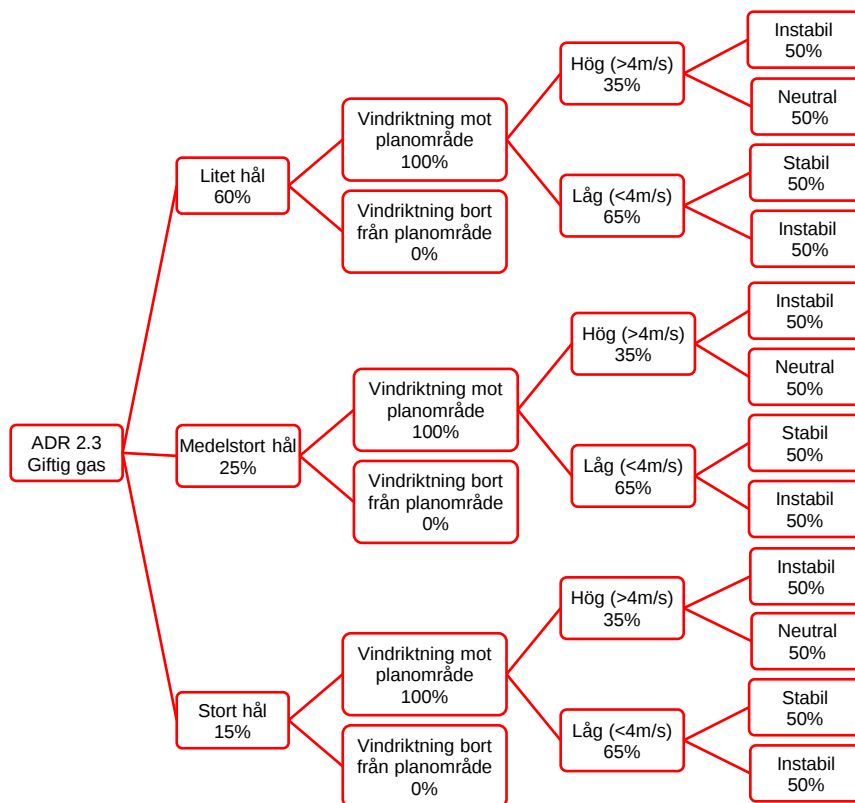 ADR 2.3
Giftig gas
Litet hål
60%
Vindriktning mot
planområde
100%
Hög (>4m/s)
35%
Instabil
50%
Neutral
50%
Låg (<4m/s)
65%
Stabil
50%
Instabil
50%
Vindriktning bort
från planområde
0%
Medelstort hål
25%
Vindriktning mot
planområde
100%
Hög (>4m/s)
35%
Instabil
50%
Neutral
50%
Låg (<4m/s)
65%
Stabil
50%
Instabil
50%
Vindriktning bort
från planområde
0%
Stort hål
15%
Vindriktning mot
planområde
100%
Hög (>4m/s)
35%
Instabil
50%
Neutral
50%
Låg (<4m/s)
65%
Stabil
50%
Instabil
50%
Vindriktning bort
från planområde
0%